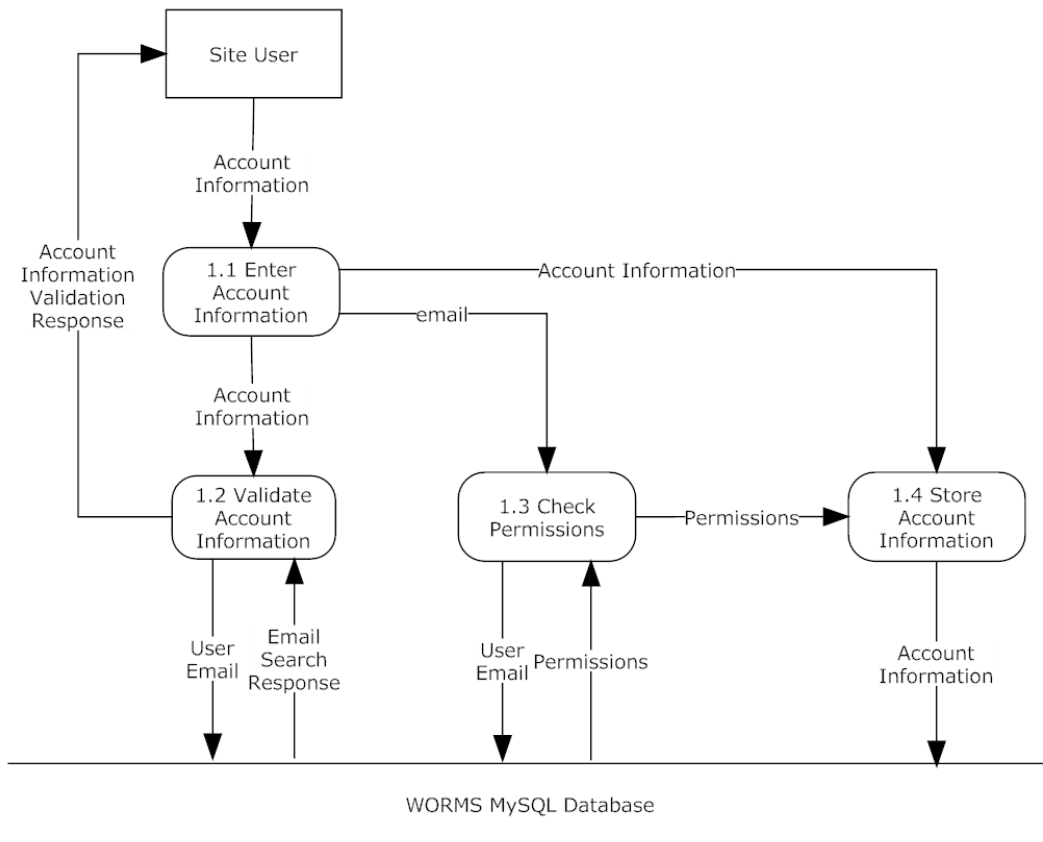 Site User
Account
Information
Account
Information
Validation
Response
1.1 Enter
Account
Information
Account Information
email
Account
Information
1.2 Validate
Account
Information
1.3 Check
Permissions
Permissions
1.4 Store
Account
Information
User
Email
Email
Search
Response
User
Email
Permissions
Account
Information
WORMS MySQL Database